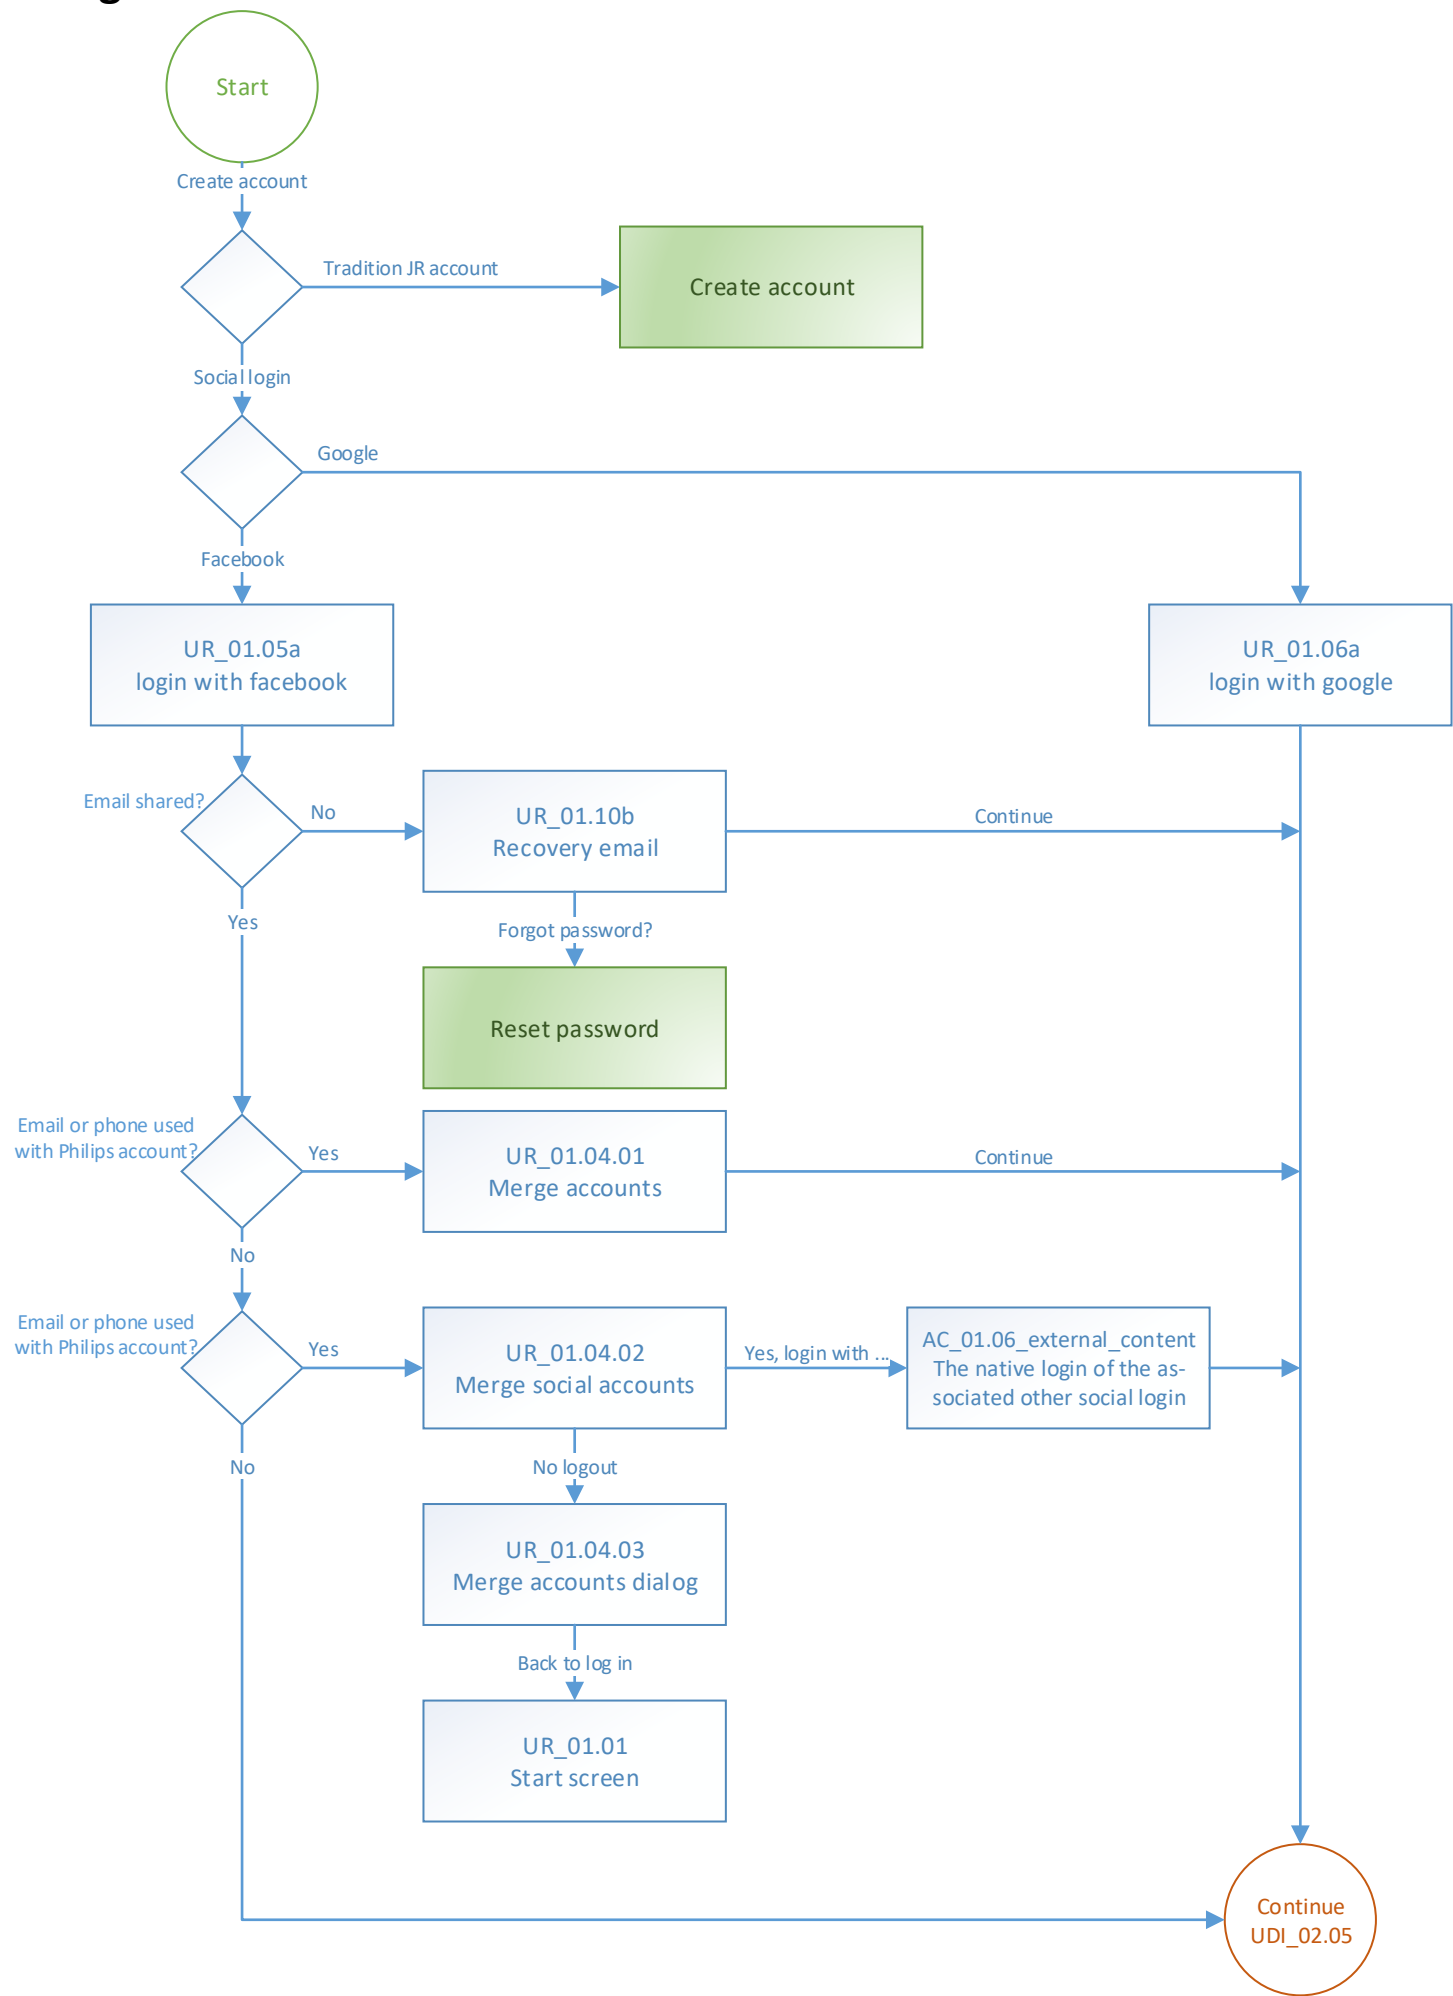 Start
Create account
Tradition JR account
Create account
Social login
Google
Facebook
UR_01.05a
login with facebook
UR_01.06a
login with google
Email shared?
No
UR_01.10b
Recovery email
Continue
Yes
Forgot password?
Reset password
Email or phone used
with Philips account?
Yes
UR_01.04.01
Merge accounts
Continue
No
Email or phone used
with Philips account?
Yes
UR_01.04.02
Merge social accounts
Yes, login with ...
AC_01.06_external_content
The native login of the as-
sociated other social login
No
No logout
UR_01.04.03
Merge accounts dialog
Back to log in
UR_01.01
Start screen
Continue
UDI_02.05